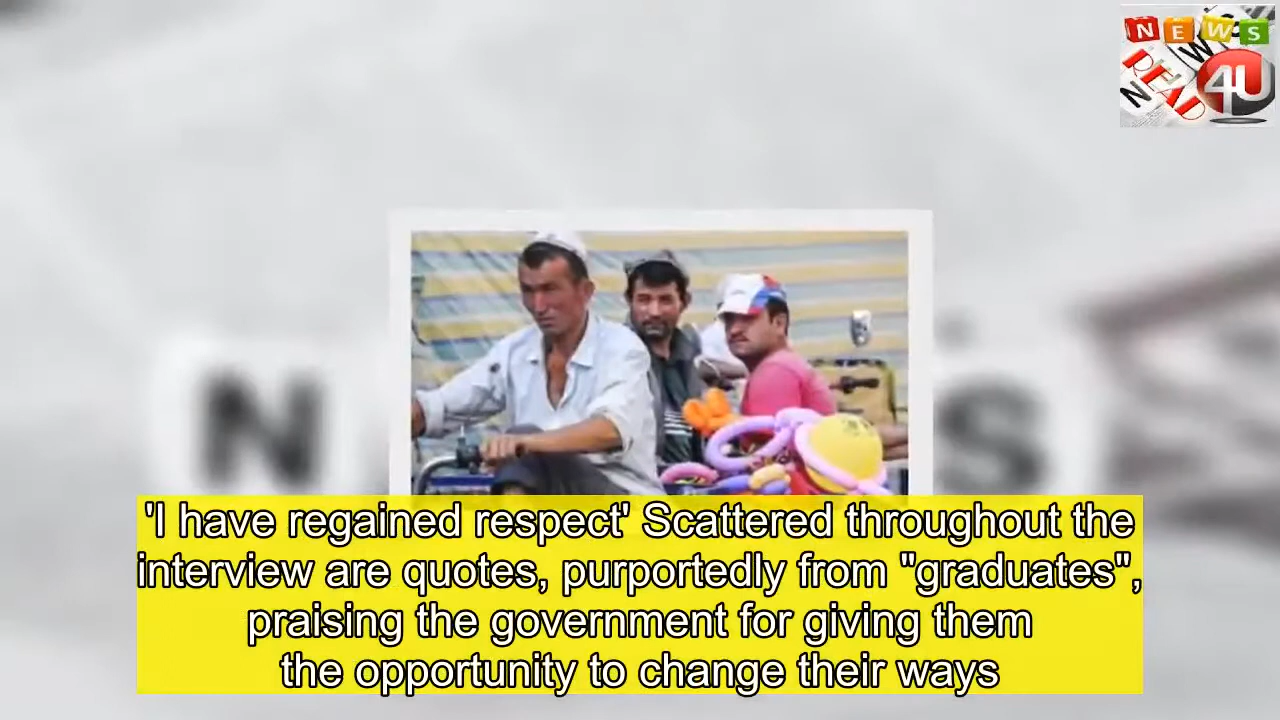 NEWS
READ
N
4U
N
S
'I have regained respect' Scattered throughout the
interview are quotes, purportedly from "graduates",
praising the government for giving them
the opportunity to change their ways